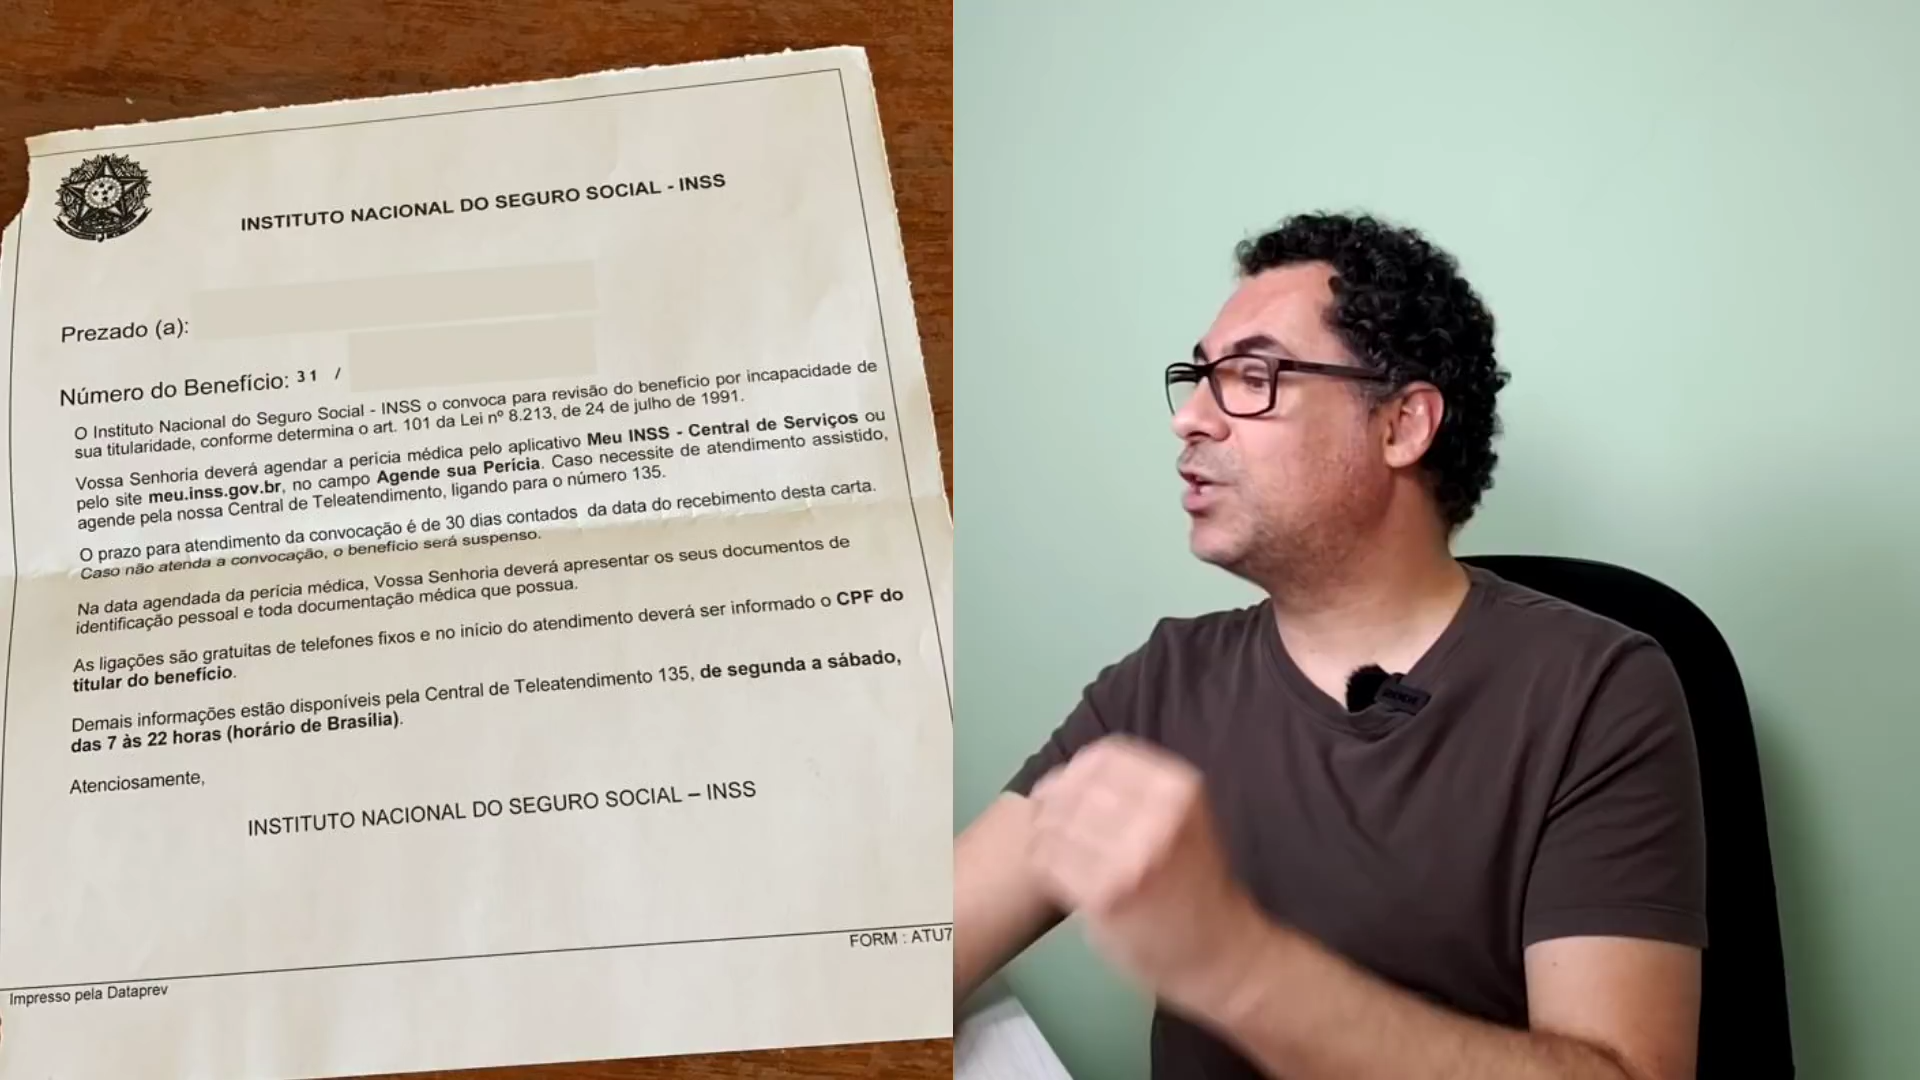 INSTITUTO NACIONAL DO SEGURO SOCIAL - INSS
Prezado (a):
Número do Benefício: 31 /
O Instituto Nacional do Seguro Social - INSS o convoca para revisão do benefício por incapacidade de
sua titularidade, conforme determina o art. 101 da Lei nº 8.213, de 24 de julho de 1991.
Vossa Senhoria deverá agendar a perícia médica pelo aplicativo Meu INSS - Central de Serviços ou
pelo site meu.inss.gov.br, no campo Agende sua Perícia. Caso necessite de atendimento assistido,
agende pela nossa Central de Teleatendimento, ligando para o número 135.
O prazo para atendimento da convocação é de 30 dias contados da data do recebimento desta carta.
Caso não atenda a convocação, o benefício será suspenso.
Na data agendada da perícia médica, Vossa Senhoria deverá apresentar os seus documentos de
identificação pessoal e toda documentação médica que possua.
As ligações são gratuitas de telefones fixos e no início do atendimento deverá ser informado o CPF do
titular do benefício.
Demais informações estão disponíveis pela Central de Teleatendimento 135, de segunda a sábado,
das 7 às 22 horas (horário de Brasília).
Atenciosamente,
INSTITUTO NACIONAL DO SEGURO SOCIAL – INSS
FORM : ATU7
Impresso pela Dataprev